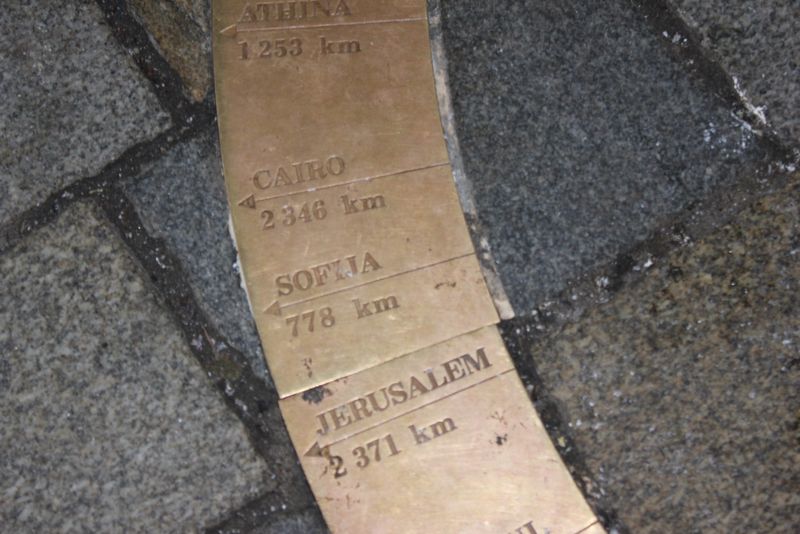 ATHINA
1 253 km
CAIRO
2 346 km
SOFIJA
778 km
JERUSALEM
2 371 km